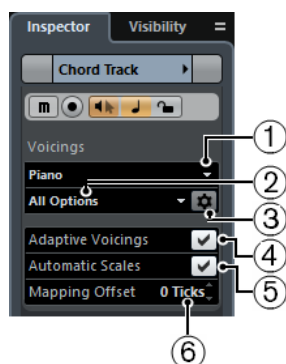 Inspector Visibility
Chord Track
m
Voicings
Piano
1
2
All Options
3
Adaptive Voicings
4
Automatic Scales
5
Mapping Offset 0 Ticks
6